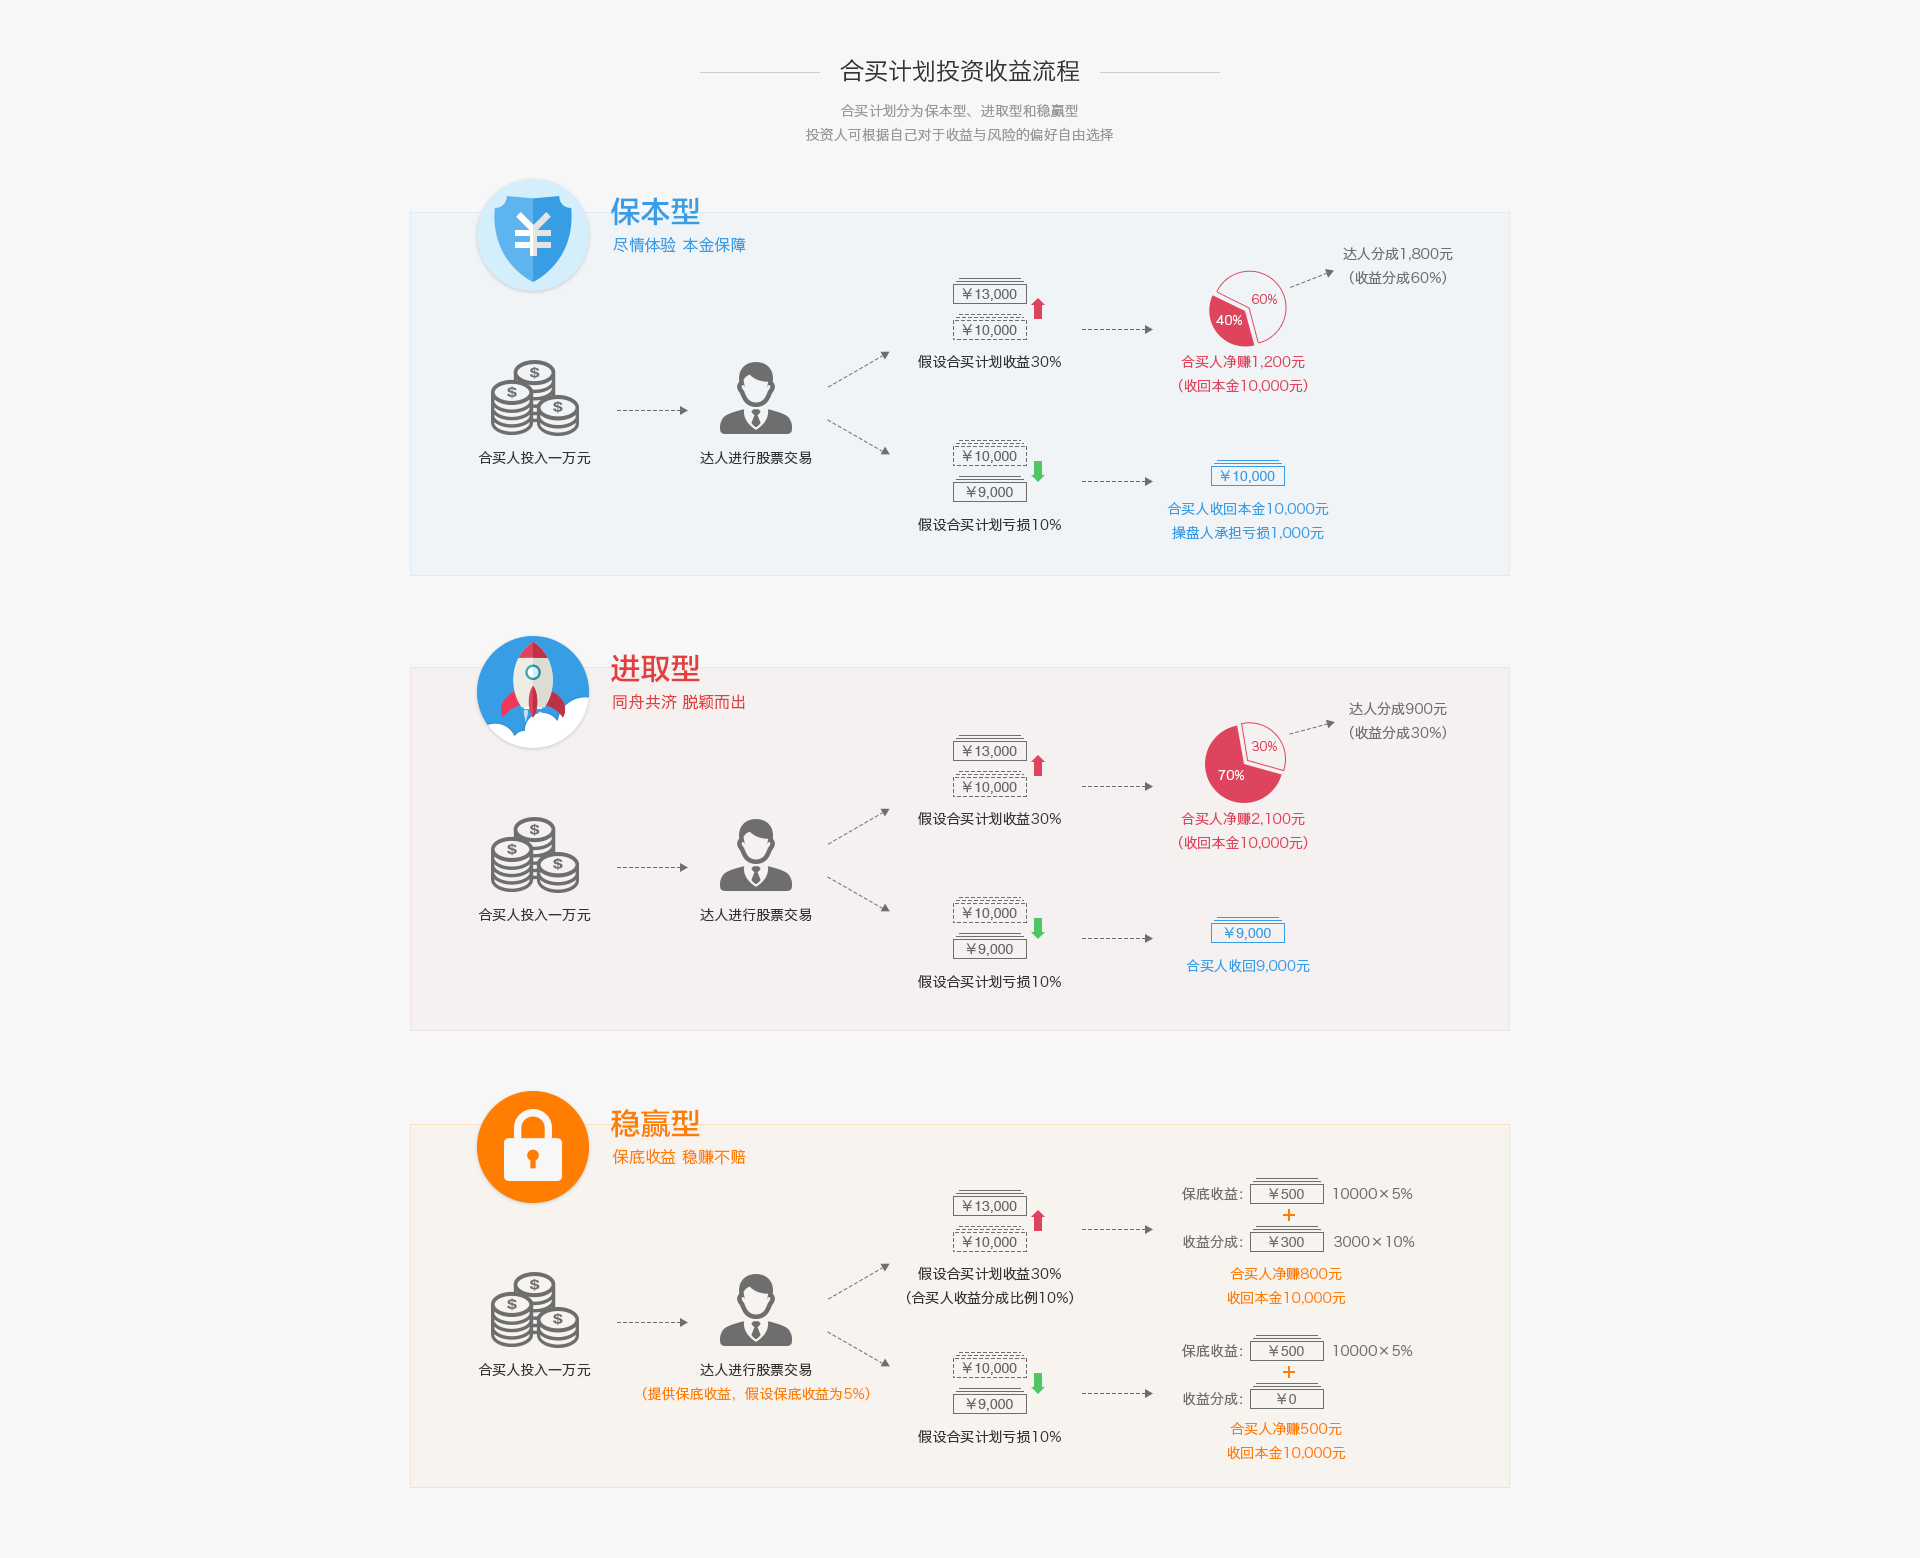 合买计划投资收益流程
合买计划分为保本型、进取型和稳赢型
投资人可根据自己对于收益与风险的偏好自由选择
保本型
尽情体验 本金保障
合买人投入一万元
达人进行股票交易
¥13,000
¥10,000
假设合买计划收益30%
60%
40%
达人分成1,800元
（收益分成60%）
合买人净赚1,200元
（收回本金10,000元）
¥10,000
¥9,000
假设合买计划亏损10%
¥10,000
合买人收回本金10,000元
操盘人承担亏损1,000元
进取型
同舟共济 脱颖而出
合买人投入一万元
达人进行股票交易
¥13,000
¥10,000
假设合买计划收益30%
30%
70%
达人分成900元
（收益分成30%）
合买人净赚2,100元
（收回本金10,000元）
¥10,000
¥9,000
假设合买计划亏损10%
¥9,000
合买人收回9,000元
稳赢型
保底收益 稳赚不赔
合买人投入一万元
达人进行股票交易
（提供保底收益，假设保底收益为5%）
¥13,000
¥10,000
假设合买计划收益30%
（合买人收益分成比例10%）
保底收益：¥500 10000×5%
+
收益分成：¥300 3000×10%
合买人净赚800元
收回本金10,000元
¥10,000
¥9,000
假设合买计划亏损10%
保底收益：¥500 10000×5%
+
收益分成：¥0
合买人净赚500元
收回本金10,000元